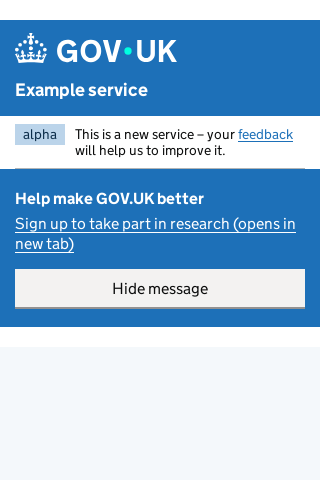 GOV·UK
Example service
alpha
This is a new service – your feedback
will help us to improve it.
Help make GOV.UK better
Sign up to take part in research (opens in
new tab)
Hide message